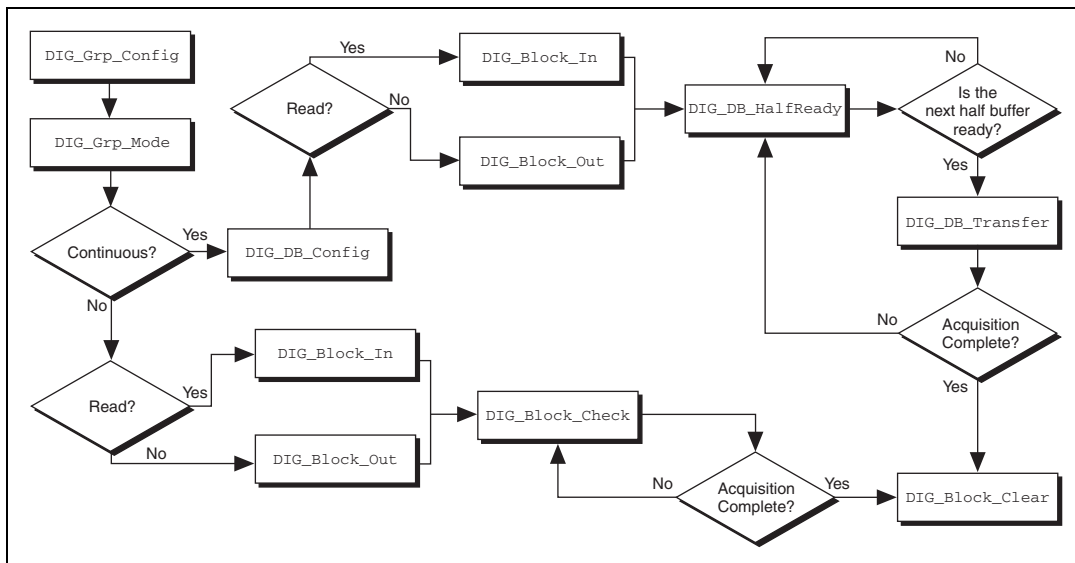 DIG_Grp_Config
DIG_Grp_Mode
Continuous?
Yes
No
DIG_DB_Config
Read?
Yes
No
DIG_Block_In
DIG_Block_Out
DIG_DB_HalfReady
No
Is the
next half buffer
ready?
Yes
DIG_DB_Transfer
No
Acquisition
Complete?
Yes
Read?
Yes
No
DIG_Block_In
DIG_Block_Out
DIG_Block_Check
No
Acquisition
Complete?
Yes
DIG_Block_Clear